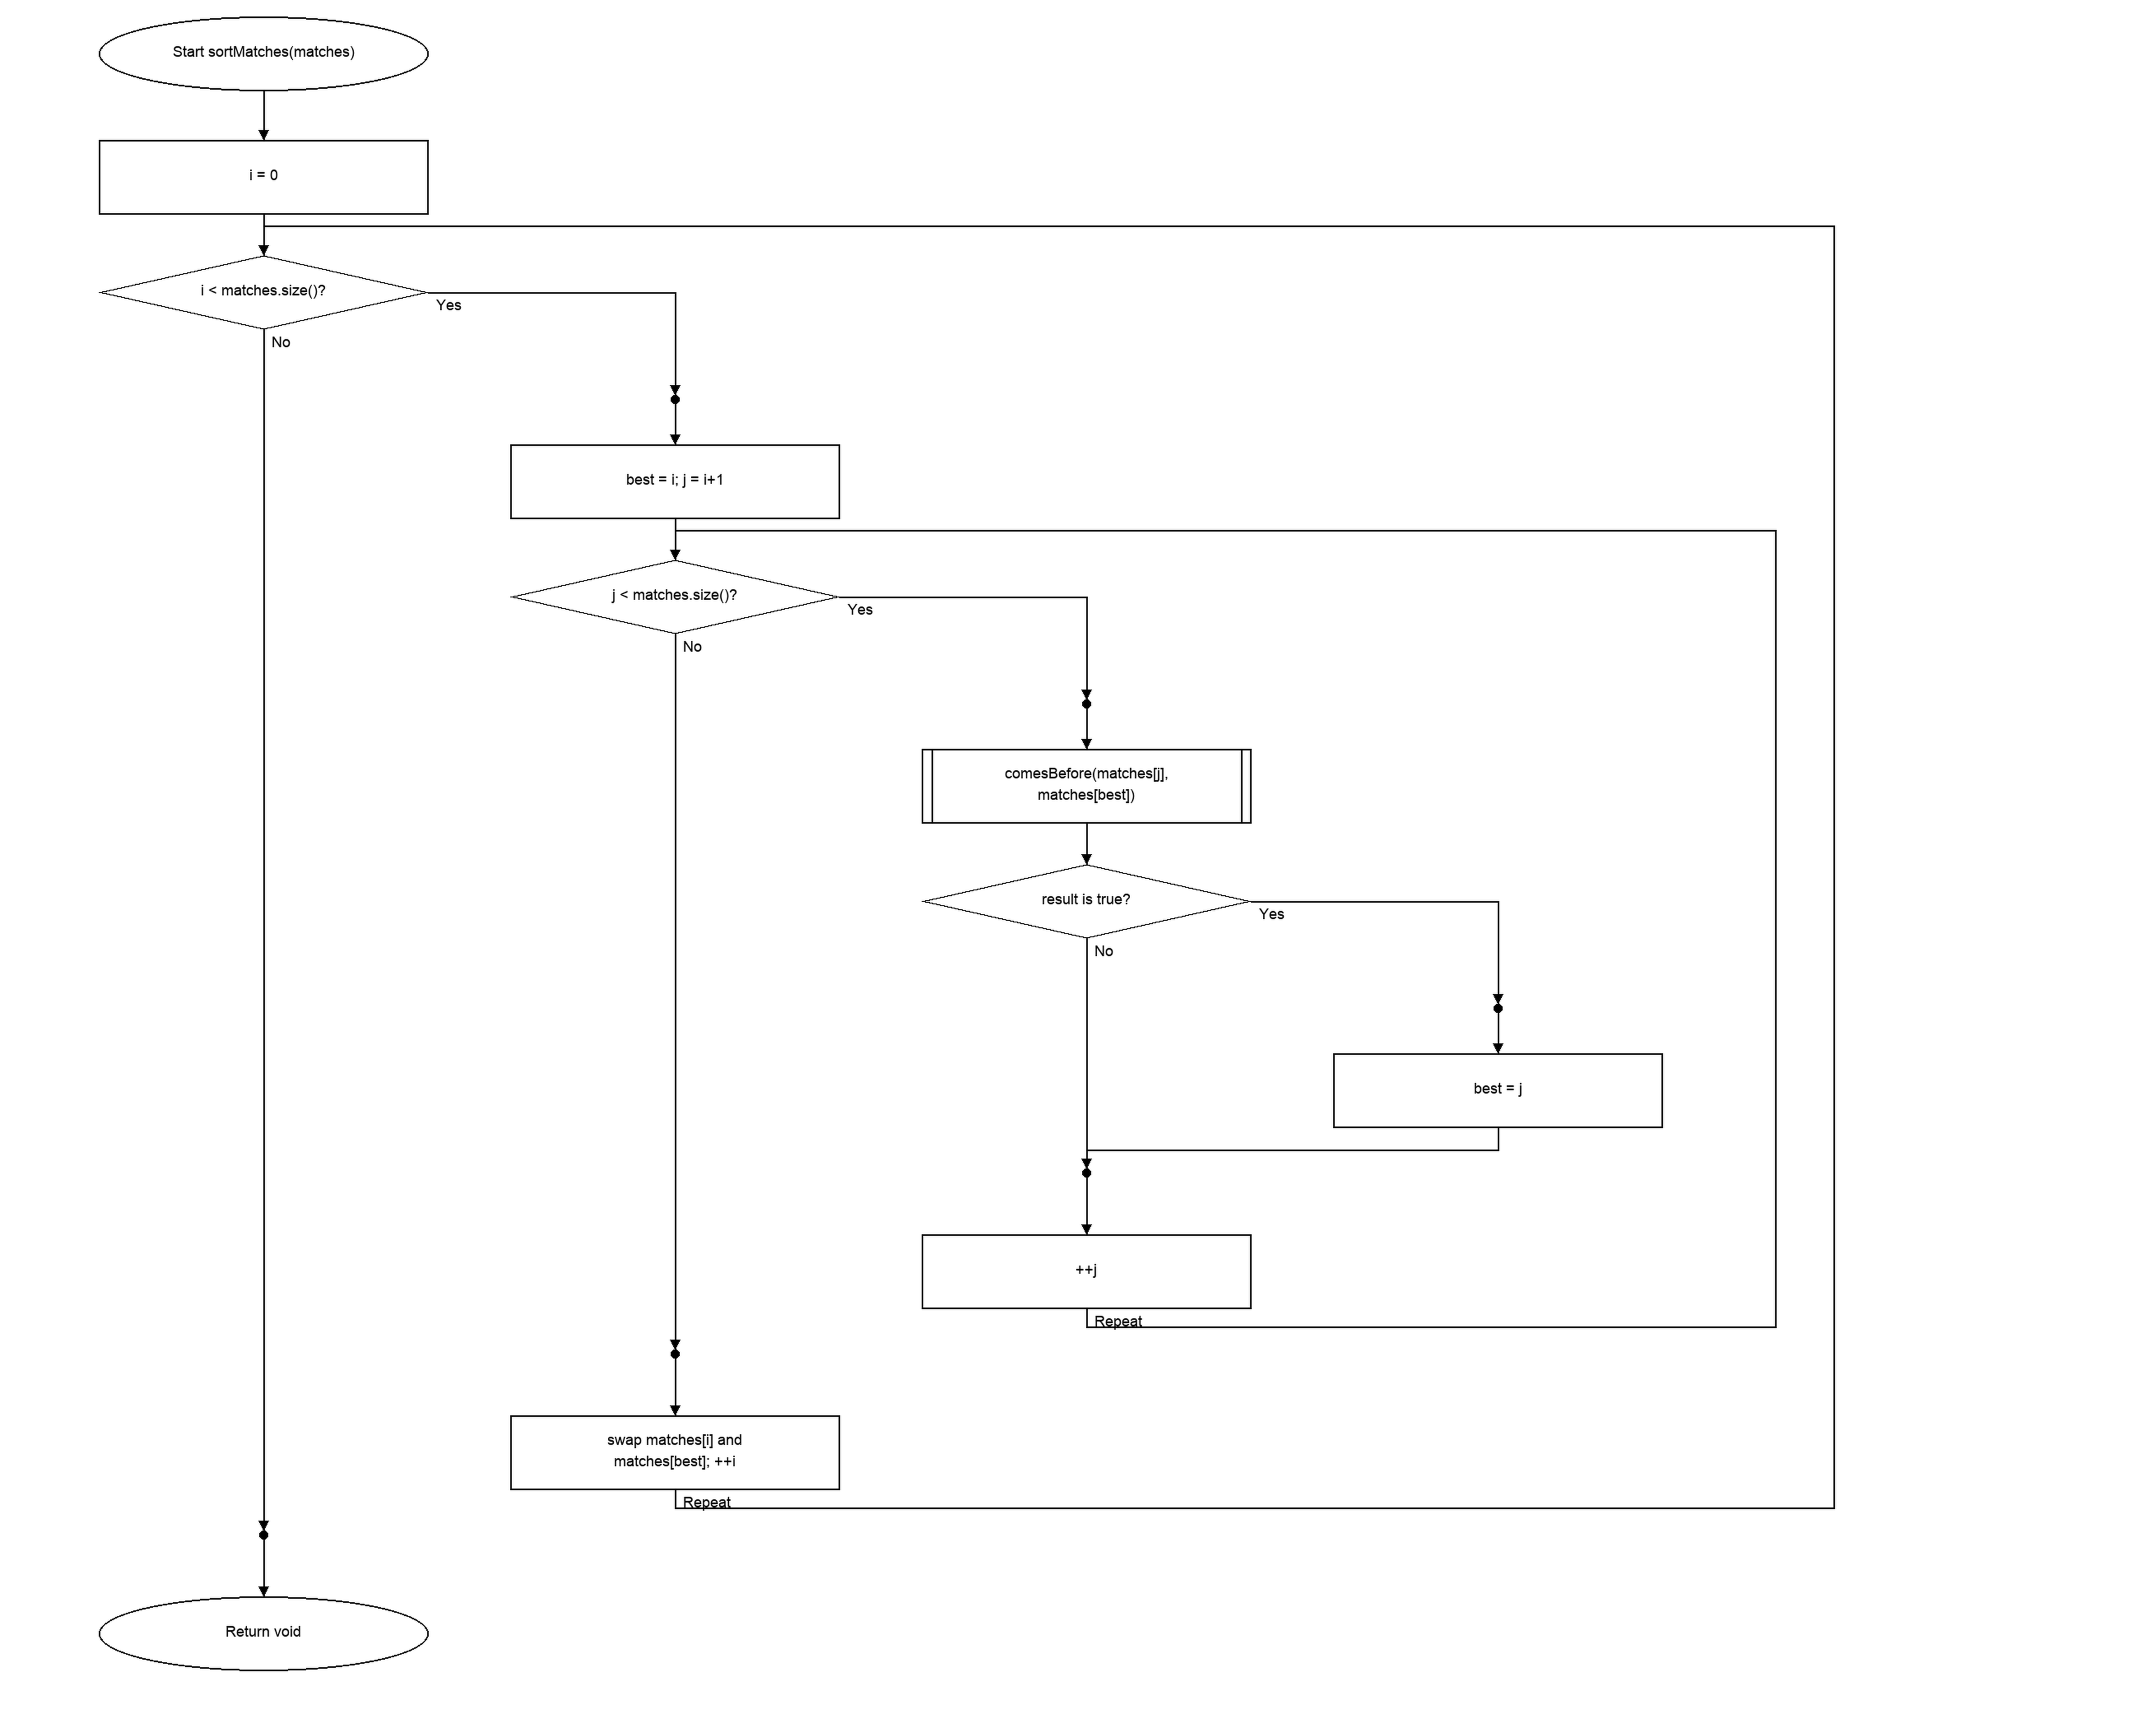 Start sortMatches(matches)
i = 0
i < matches.size()?
Yes
No
best = i; j = i+1
j < matches.size()?
Yes
No
comesBefore(matches[j],
matches[best])
result is true?
Yes
No
best = j
++j
Repeat
swap matches[i] and
matches[best]; ++i
Repeat
Return void